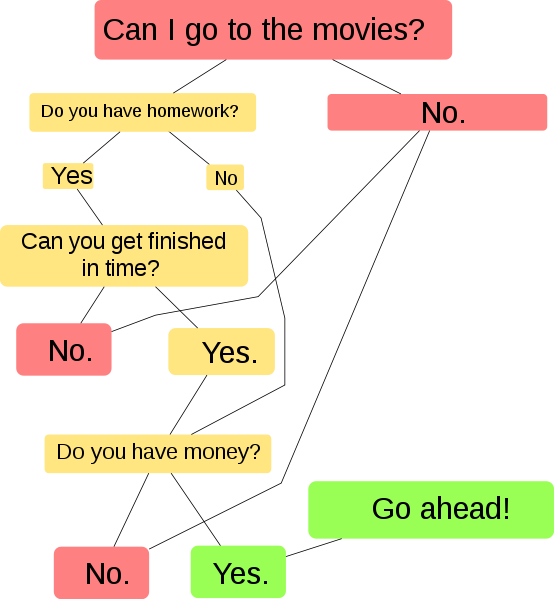 Can I go to the movies?
Do you have homework?
No.
Yes
No
Can you get finished
in time?
No.
Yes.
Do you have money?
Go ahead!
No.
Yes.